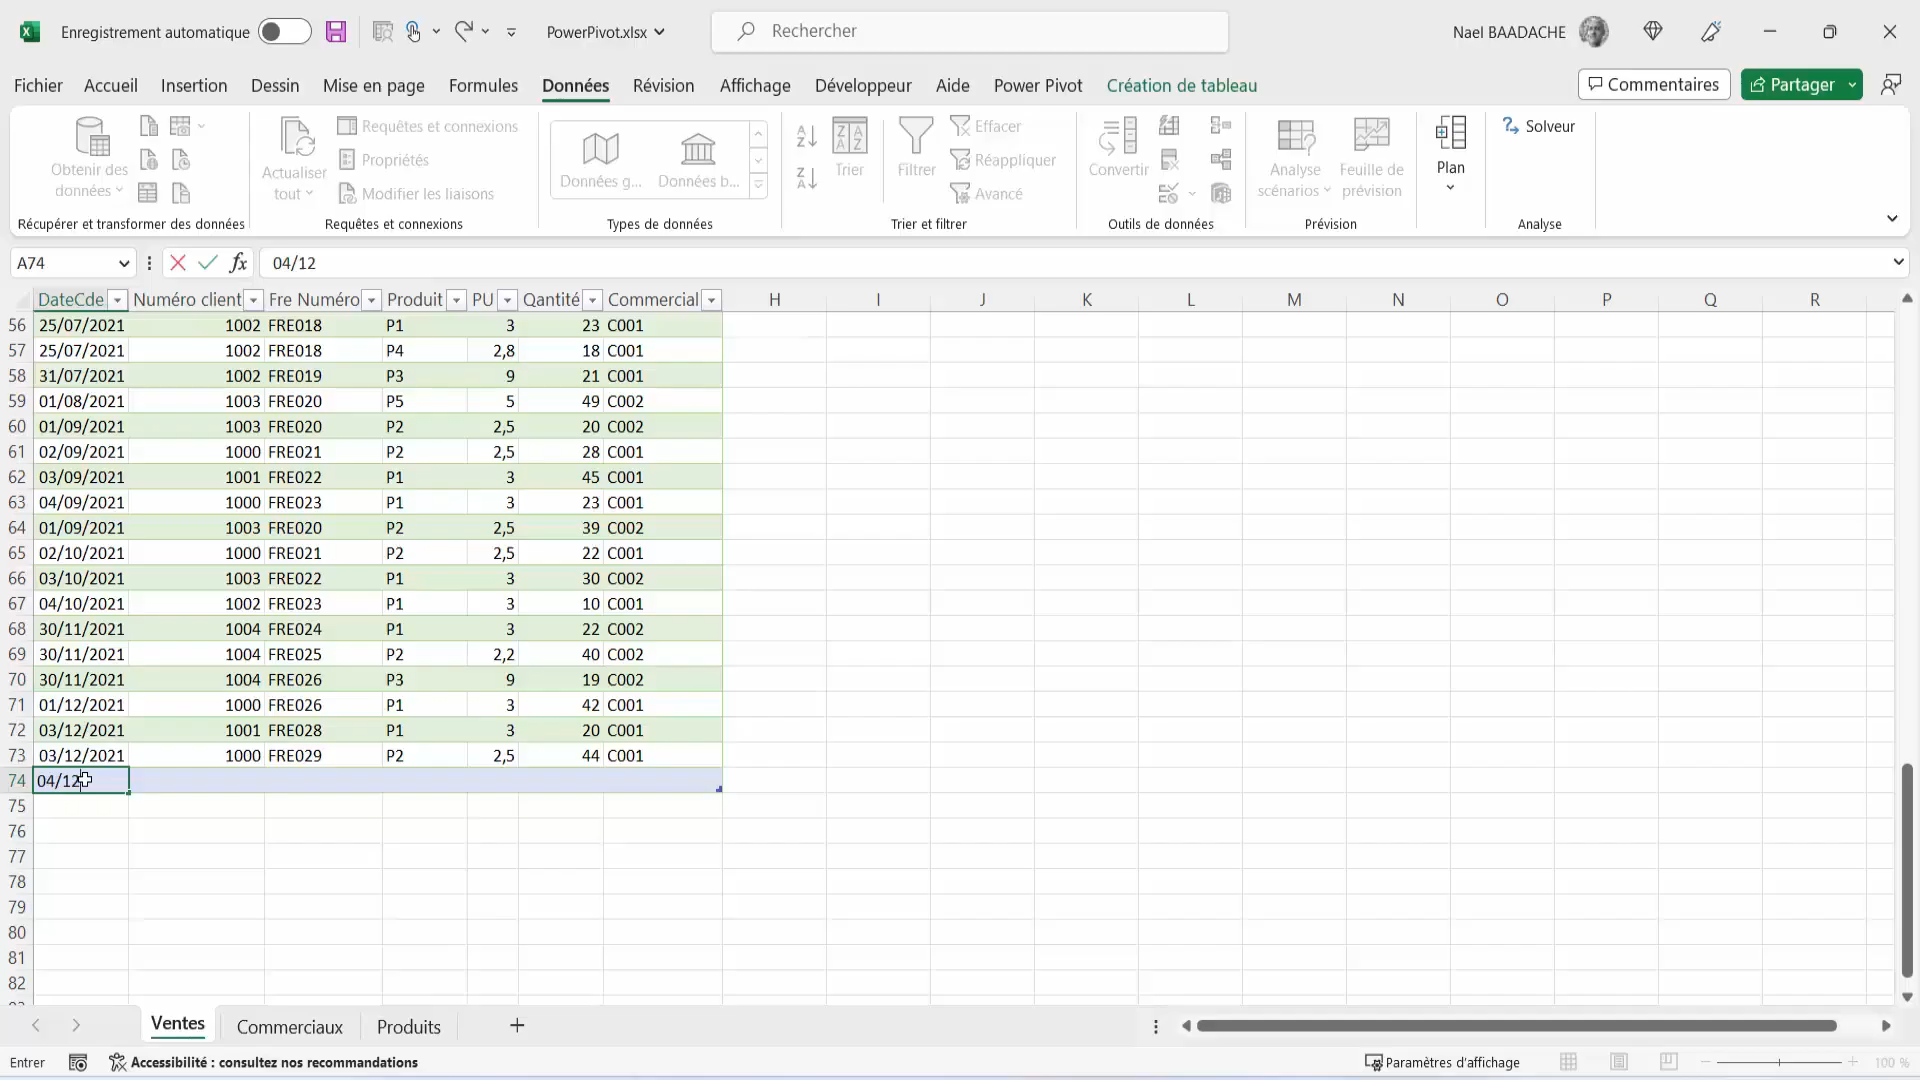 Enregistrement automatique PowerPivot.xlsx Rechercher Nael BAADACHE
Fichier Accueil Insertion Dessin Mise en page Formules Données Révision Affichage Développeur Aide Power Pivot Création de tableau Commentaires Partager
Obtenir des données
Récupérer et transformer des données
Actualiser tout
Requêtes et connexions
Propriétés
Modifier les liaisons
Requêtes et connexions
Données g...
Données b...
Types de données
Trier
Filtrer
Effacer
Réappliquer
Avancé
Trier et filtrer
Convertir
Outils de données
Analyse scénarios
Feuille de prévision
Prévision
Plan
Solveur
Analyse
A74 fx 04/12
DateCde Numéro client Fre Numéro Produit PU Qantité Commercial H I J K L M N O P Q R
56 25/07/2021 1002 FRE018 P1 3 23 C001
57 25/07/2021 1002 FRE018 P4 2,8 18 C001
58 31/07/2021 1002 FRE019 P3 9 21 C001
59 01/08/2021 1003 FRE020 P5 5 49 C002
60 01/09/2021 1003 FRE020 P2 2,5 20 C002
61 02/09/2021 1000 FRE021 P2 2,5 28 C001
62 03/09/2021 1001 FRE022 P1 3 45 C001
63 04/09/2021 1000 FRE023 P1 3 23 C001
64 01/09/2021 1003 FRE020 P2 2,5 39 C002
65 02/10/2021 1000 FRE021 P2 2,5 22 C001
66 03/10/2021 1003 FRE022 P1 3 30 C002
67 04/10/2021 1002 FRE023 P1 3 10 C001
68 30/11/2021 1004 FRE024 P1 3 22 C002
69 30/11/2021 1004 FRE025 P2 2,2 40 C002
70 30/11/2021 1004 FRE026 P3 9 19 C002
71 01/12/2021 1000 FRE026 P1 3 42 C001
72 03/12/2021 1001 FRE028 P1 3 20 C001
73 03/12/2021 1000 FRE029 P2 2,5 44 C001
74 04/12
75
76
77
78
79
80
81
82
Ventes Commerciaux Produits
Entrer Accessibilité : consultez nos recommandations Paramètres d'affichage 100 %